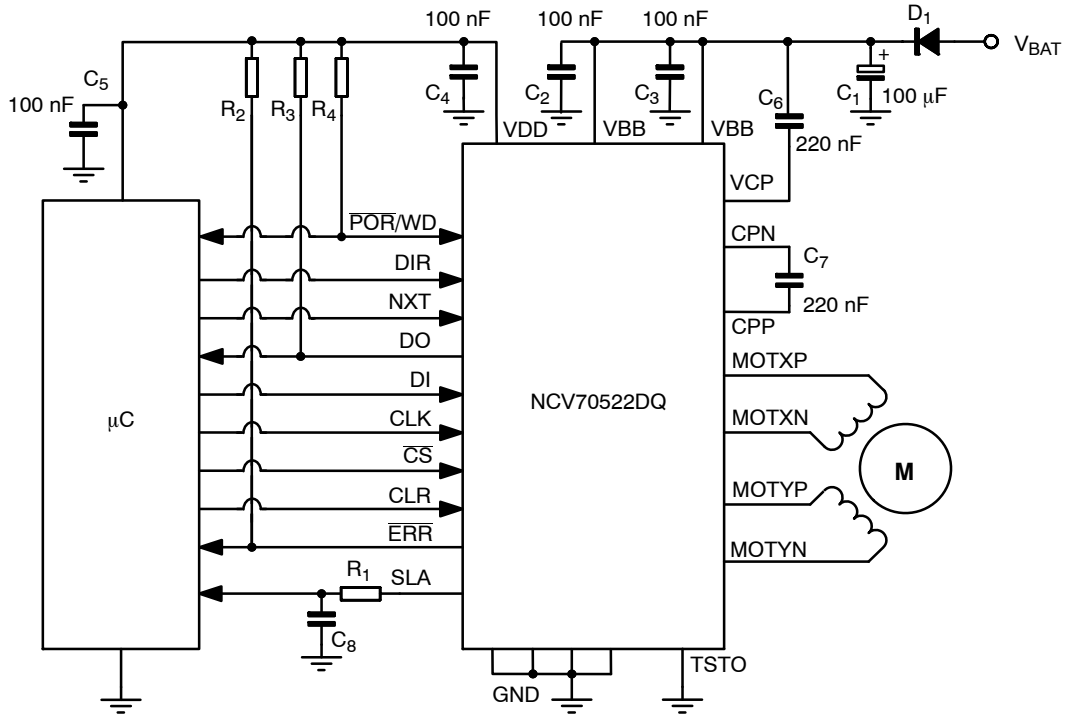 100 nF
100 nF
100 nF
D1
VBAT
C5
100 nF
R2
R3
R4
C4
C2
C3
C6
C1
+
100 μF
VDD
VBB
VBB
220 nF
VCP
POR/WD
CPN
DIR
C7
NXT
220 nF
CPP
DO
MOTXP
DI
NCV70522DQ
μC
CLK
MOTXN
CS
M
CLR
MOTYP
ERR
MOTYN
R1
SLA
C8
TSTO
GND